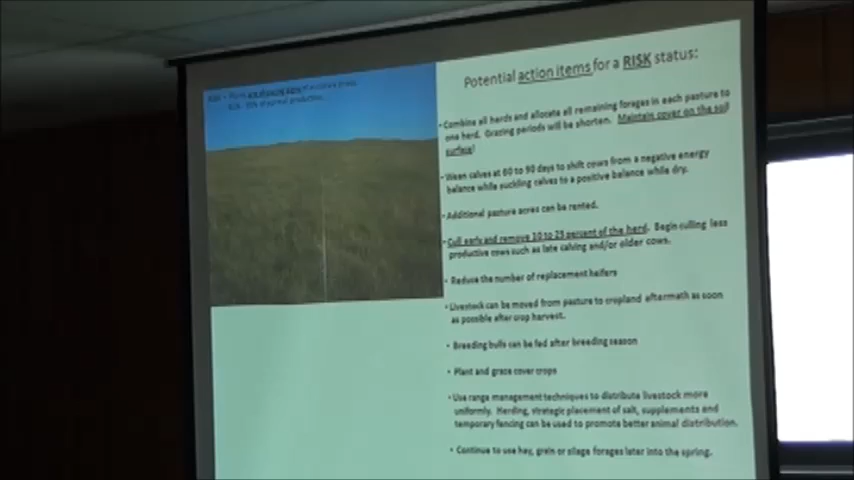 Potential action items for a RISK status:
• Combine all herds and allocate all remaining forages in each pasture to
one herd. Grazing periods will be shorten. Maintain cover on the soil
surface!
• Wean calves at 60 to 90 days to shift cows from a negative energy
balance while suckling calves to a positive balance while dry.
• Additional pasture acres can be rented.
• Cull early and remove 10 to 25 percent of the herd. Begin culling less
productive cows such as late calving and/or older cows.
• Reduce the number of replacement heifers
• Livestock can be moved from pasture to cropland aftermath as soon
as possible after crop harvest.
• Breeding bulls can be fed after breeding season
• Plant and graze cover crops
• Use range management techniques to distribute livestock more
uniformly. Herding, strategic placement of salt, supplements and
temporary fencing can be used to promote better animal distribution.
• Continue to use hay, grain or silage forages later into the spring.